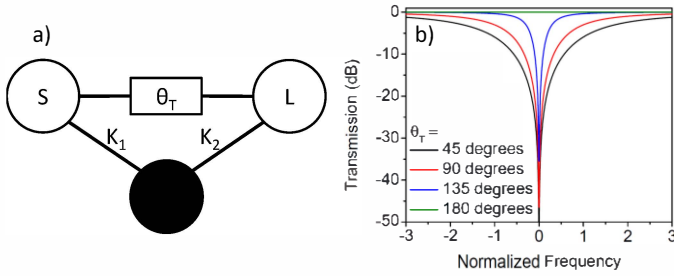 a)
S
θT
L
K1
K2
b)
Transmission (dB)
0
-10
-20
-30
-40
-50
θT =
45 degrees
90 degrees
135 degrees
180 degrees
-3
-2
-1
0
1
2
3
Normalized Frequency